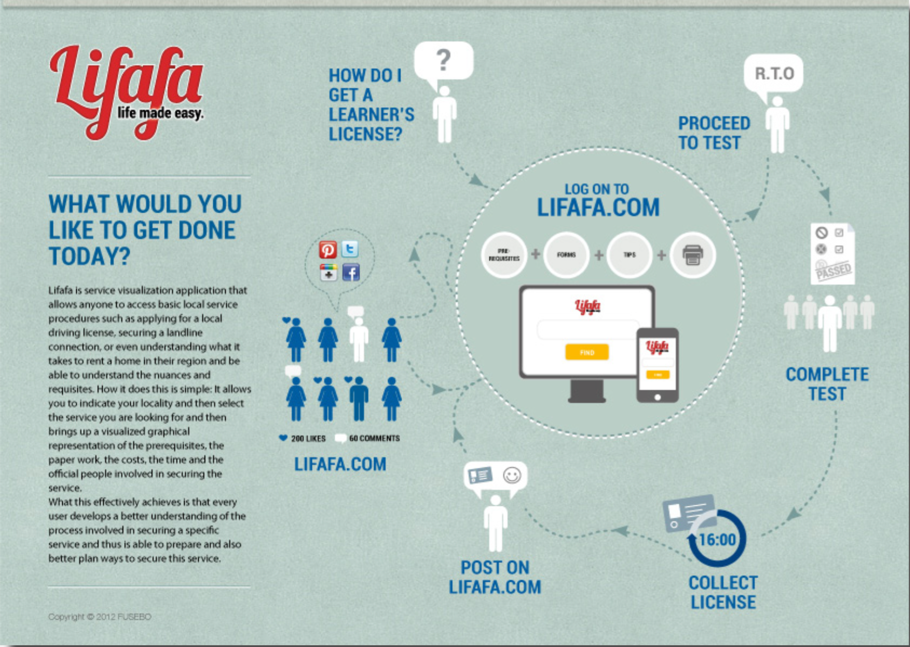 Lifafa
life made easy.
WHAT WOULD YOU
LIKE TO GET DONE
TODAY?
Lifafa is service visualization application that
allows anyone to access basic local service
procedures such as applying for a local
driving license, securing a landline
connection, or even understanding what it
takes to rent a home in their region and be
able to understand the nuances and
requisites. How it does this is simple: It allows
you to indicate your locality and then select
the service you are looking for and then
brings up a visualized graphical
representation of the prerequisites, the
paper work, the costs, the time and the
official people involved in securing the
service.
What this effectively achieves is that every
user develops a better understanding of the
process involved in securing a specific
service and thus is able to prepare and also
better plan ways to secure this service.
Copyright © 2012 FUSEBO
HOW DO I
GET A
LEARNER'S
LICENSE?
?
LOG ON TO
LIFAFA.COM
PRE-
REQUISITES
+
FORMS
+
TIPS
+
Lifafa
FIND
Lifafa
R.T.O
PROCEED
TO TEST
PASSED
COMPLETE
TEST
16:00
COLLECT
LICENSE
POST ON
LIFAFA.COM
200 LIKES
60 COMMENTS
LIFAFA.COM